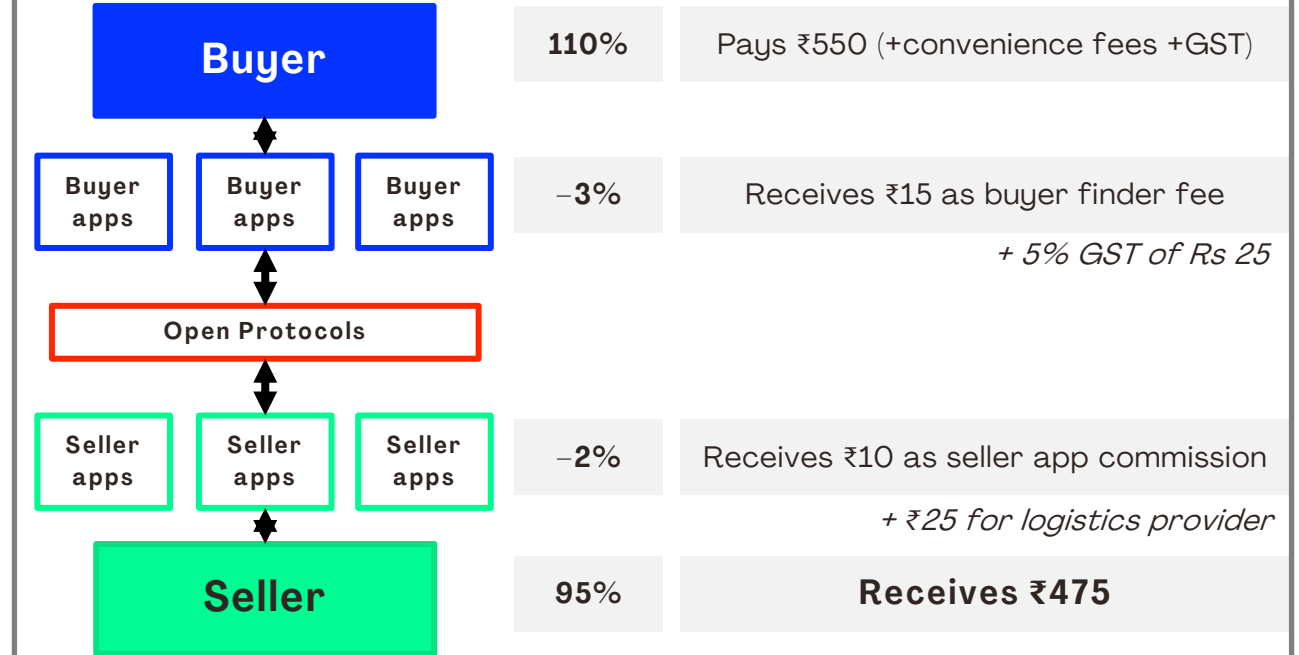 Buyer
110%
Pays ₹550 (+convenience fees +GST)
Buyer
apps
Buyer
apps
Buyer
apps
–3%
Receives ₹15 as buyer finder fee
+ 5% GST of Rs 25
Open Protocols
Seller
apps
Seller
apps
Seller
apps
–2%
Receives ₹10 as seller app commission
+ ₹25 for logistics provider
Seller
95%
Receives ₹475